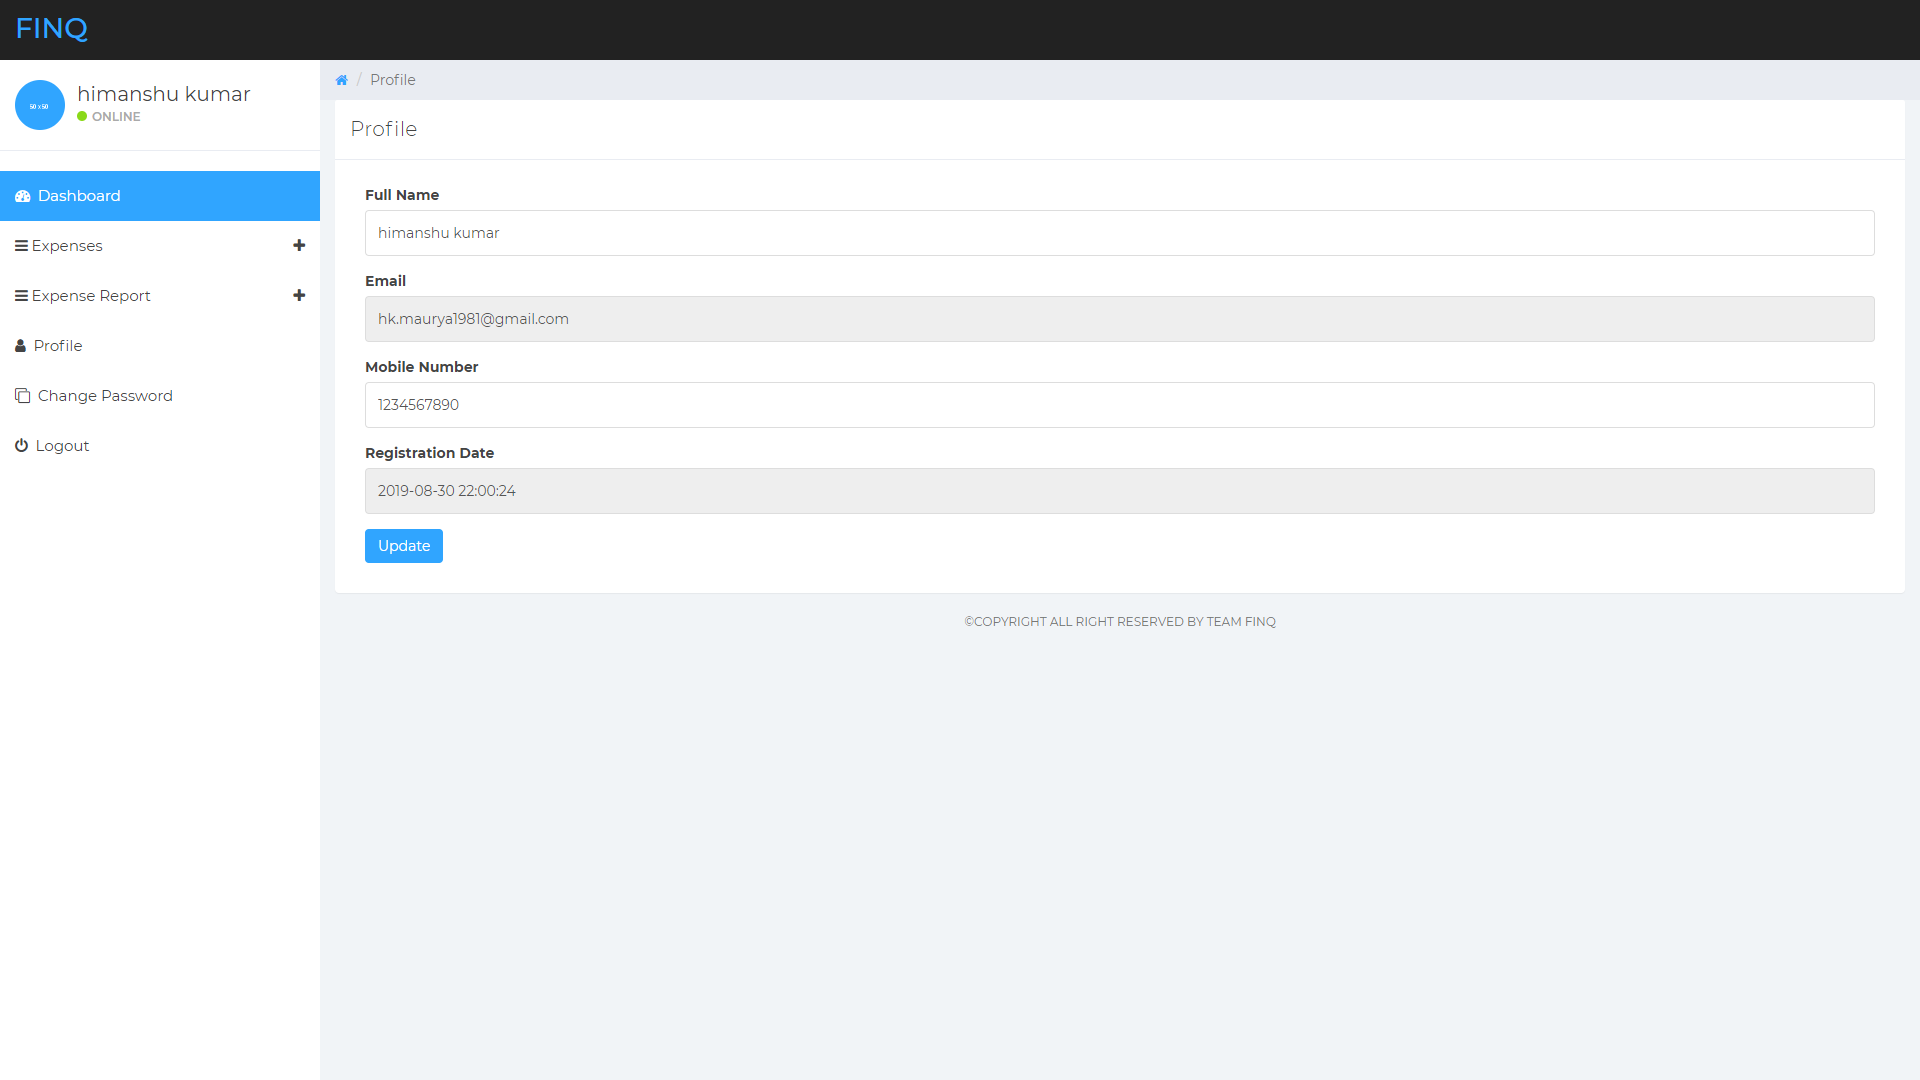 FINQ
50 x 50
himanshu kumar
ONLINE
Dashboard
Expenses
Expense Report
Profile
Change Password
Logout
/ Profile
Profile
Full Name
himanshu kumar
Email
hk.maurya1981@gmail.com
Mobile Number
1234567890
Registration Date
2019-08-30 22:00:24
Update
©COPYRIGHT ALL RIGHT RESERVED BY TEAM FINQ